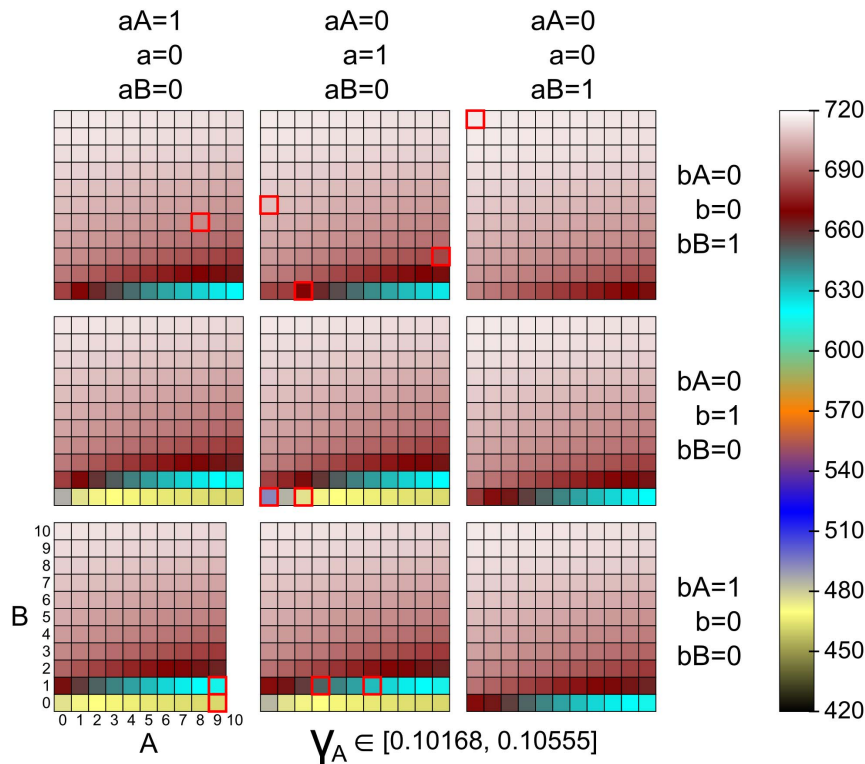 aA=1 aA=0 aA=0
a=0 a=1 a=0
aB=0 aB=0 aB=1
720
690
660
630
600
570
540
510
480
450
420
bA=0
b=0
bB=1
bA=0
b=1
bB=0
bA=1
b=0
bB=0
10
9
8
7
6
5
4
3
2
1
0
B
0 1 2 3 4 5 6 7 8 9 10
A
γA ∈ [0.10168, 0.10555]